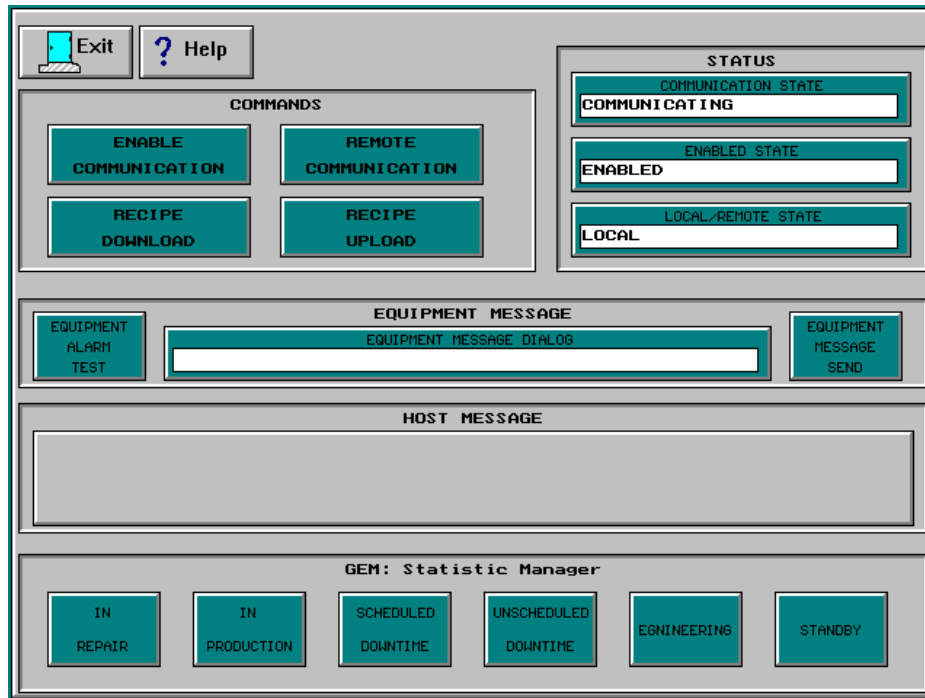 Exit
? Help
COMMANDS
ENABLE
COMMUNICATION
REMOTE
COMMUNICATION
RECIPE
DOWNLOAD
RECIPE
UPLOAD
STATUS
COMMUNICATION STATE
COMMUNICATING
ENABLED STATE
ENABLED
LOCAL/REMOTE STATE
LOCAL
EQUIPMENT MESSAGE
EQUIPMENT
ALARM
TEST
EQUIPMENT MESSAGE DIALOG
EQUIPMENT
MESSAGE
SEND
HOST MESSAGE
GEM: Statistic Manager
IN
REPAIR
IN
PRODUCTION
SCHEDULED
DOWNTIME
UNSCHEDULED
DOWNTIME
EGNINEERING
STANDBY